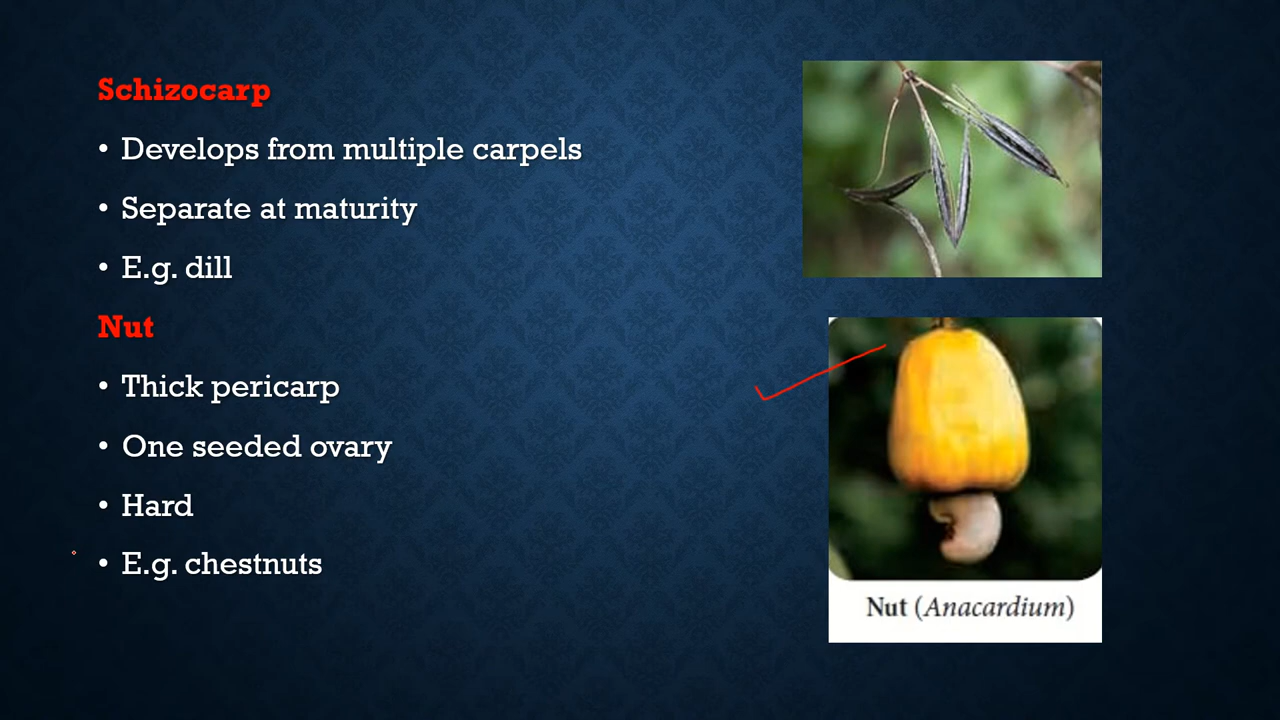 Schizocarp
• Develops from multiple carpels
• Separate at maturity
• E.g. dill
Nut
• Thick pericarp
• One seeded ovary
• Hard
• E.g. chestnuts
Nut (Anacardium)